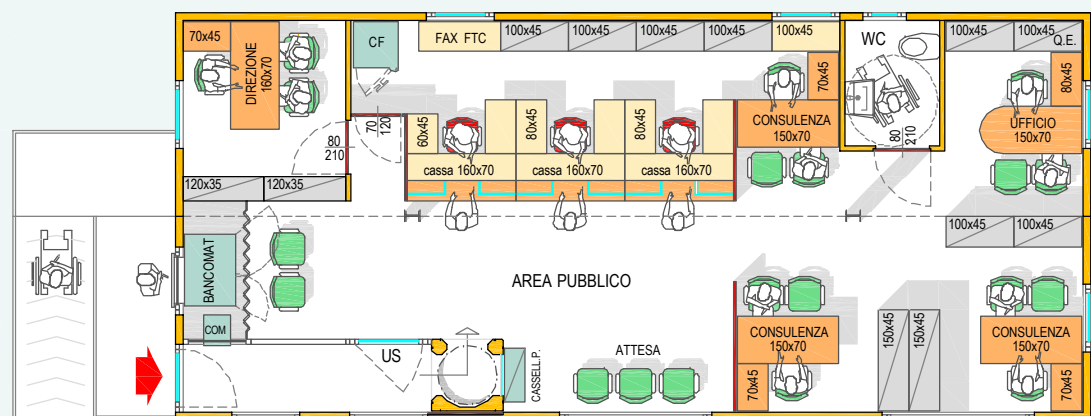 70x45
DIREZIONE
160x70
CF
FAX FTC
100x45
100x45
100x45
100x45
100x45
70x45
WC
100x45
100x45
Q.E.
80x45
60x45
80x45
80x45
CONSULENZA
150x70
UFFICIO
150x70
70
120
80
210
80
210
cassa 160x70
cassa 160x70
cassa 160x70
120x35
120x35
100x45
100x45
BANCOMAT
AREA PUBBLICO
COM
US
CASSELL.P.
ATTESA
CONSULENZA
150x70
70x45
150x45
150x45
CONSULENZA
150x70
70x45